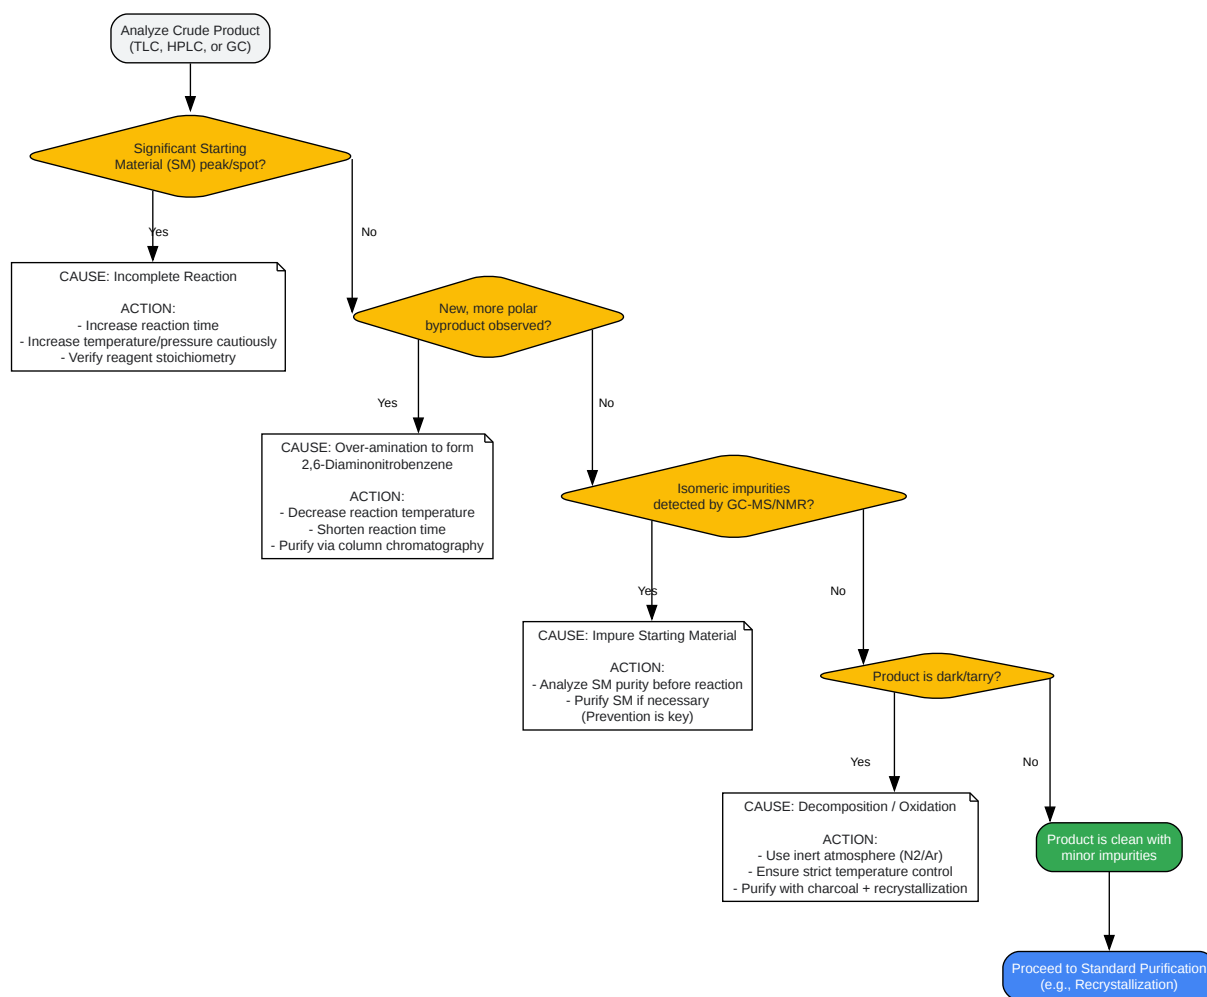 Analyze Crude Product
(TLC, HPLC, or GC)
Significant Starting
Material (SM) peak/spot?
Yes
No
CAUSE: Incomplete Reaction
ACTION:
- Increase reaction time
- Increase temperature/pressure cautiously
- Verify reagent stoichiometry
New, more polar
byproduct observed?
Yes
No
CAUSE: Over-amination to form
2,6-Diaminonitrobenzene
ACTION:
- Decrease reaction temperature
- Shorten reaction time
- Purify via column chromatography
Isomeric impurities
detected by GC-MS/NMR?
Yes
No
CAUSE: Impure Starting Material
ACTION:
- Analyze SM purity before reaction
- Purify SM if necessary
(Prevention is key)
Product is dark/tarry?
Yes
No
CAUSE: Decomposition / Oxidation
ACTION:
- Use inert atmosphere (N2/Ar)
- Ensure strict temperature control
- Purify with charcoal + recrystallization
Product is clean with
minor impurities
Proceed to Standard Purification
(e.g., Recrystallization)